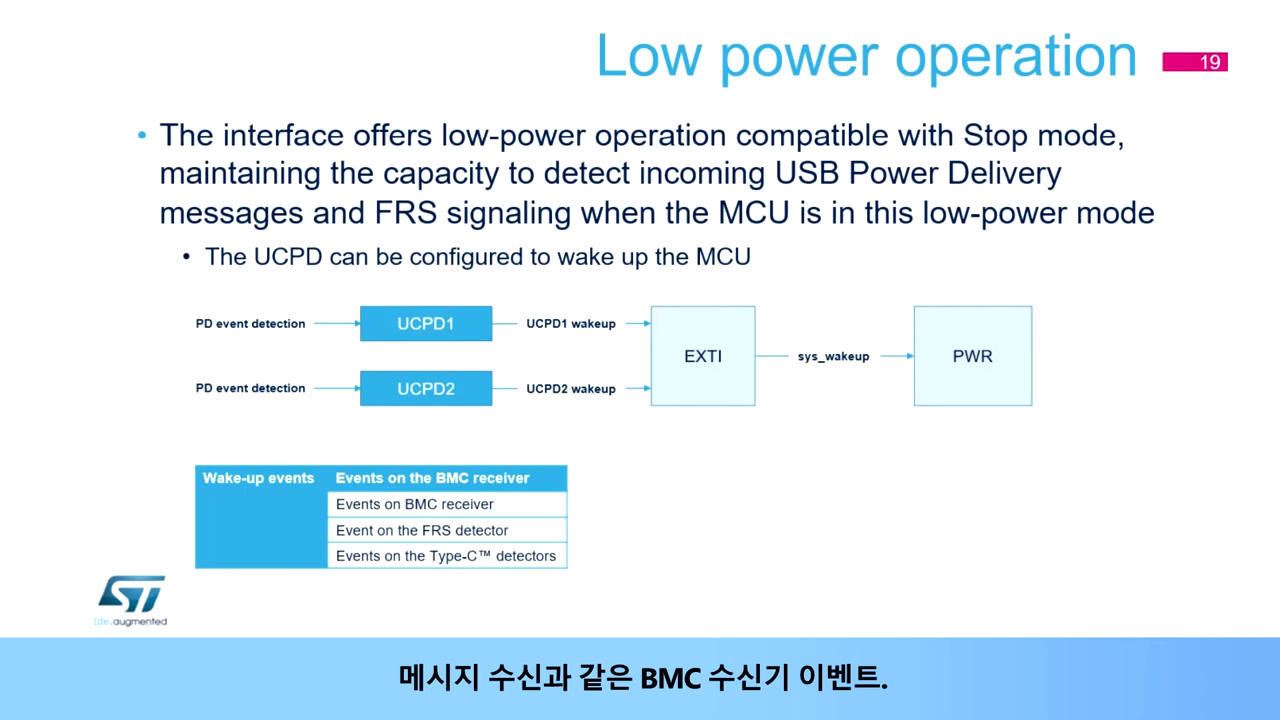 Low power operation
19
• The interface offers low-power operation compatible with Stop mode,
maintaining the capacity to detect incoming USB Power Delivery
messages and FRS signaling when the MCU is in this low-power mode
• The UCPD can be configured to wake up the MCU
PD event detection
UCPD1
UCPD1 wakeup
EXTI
sys_wakeup
PWR
PD event detection
UCPD2
UCPD2 wakeup
Wake-up events
Events on the BMC receiver
Events on BMC receiver
Event on the FRS detector
Events on the Type-C™ detectors
ST
life.augmented
메시지 수신과 같은 BMC 수신기 이벤트.